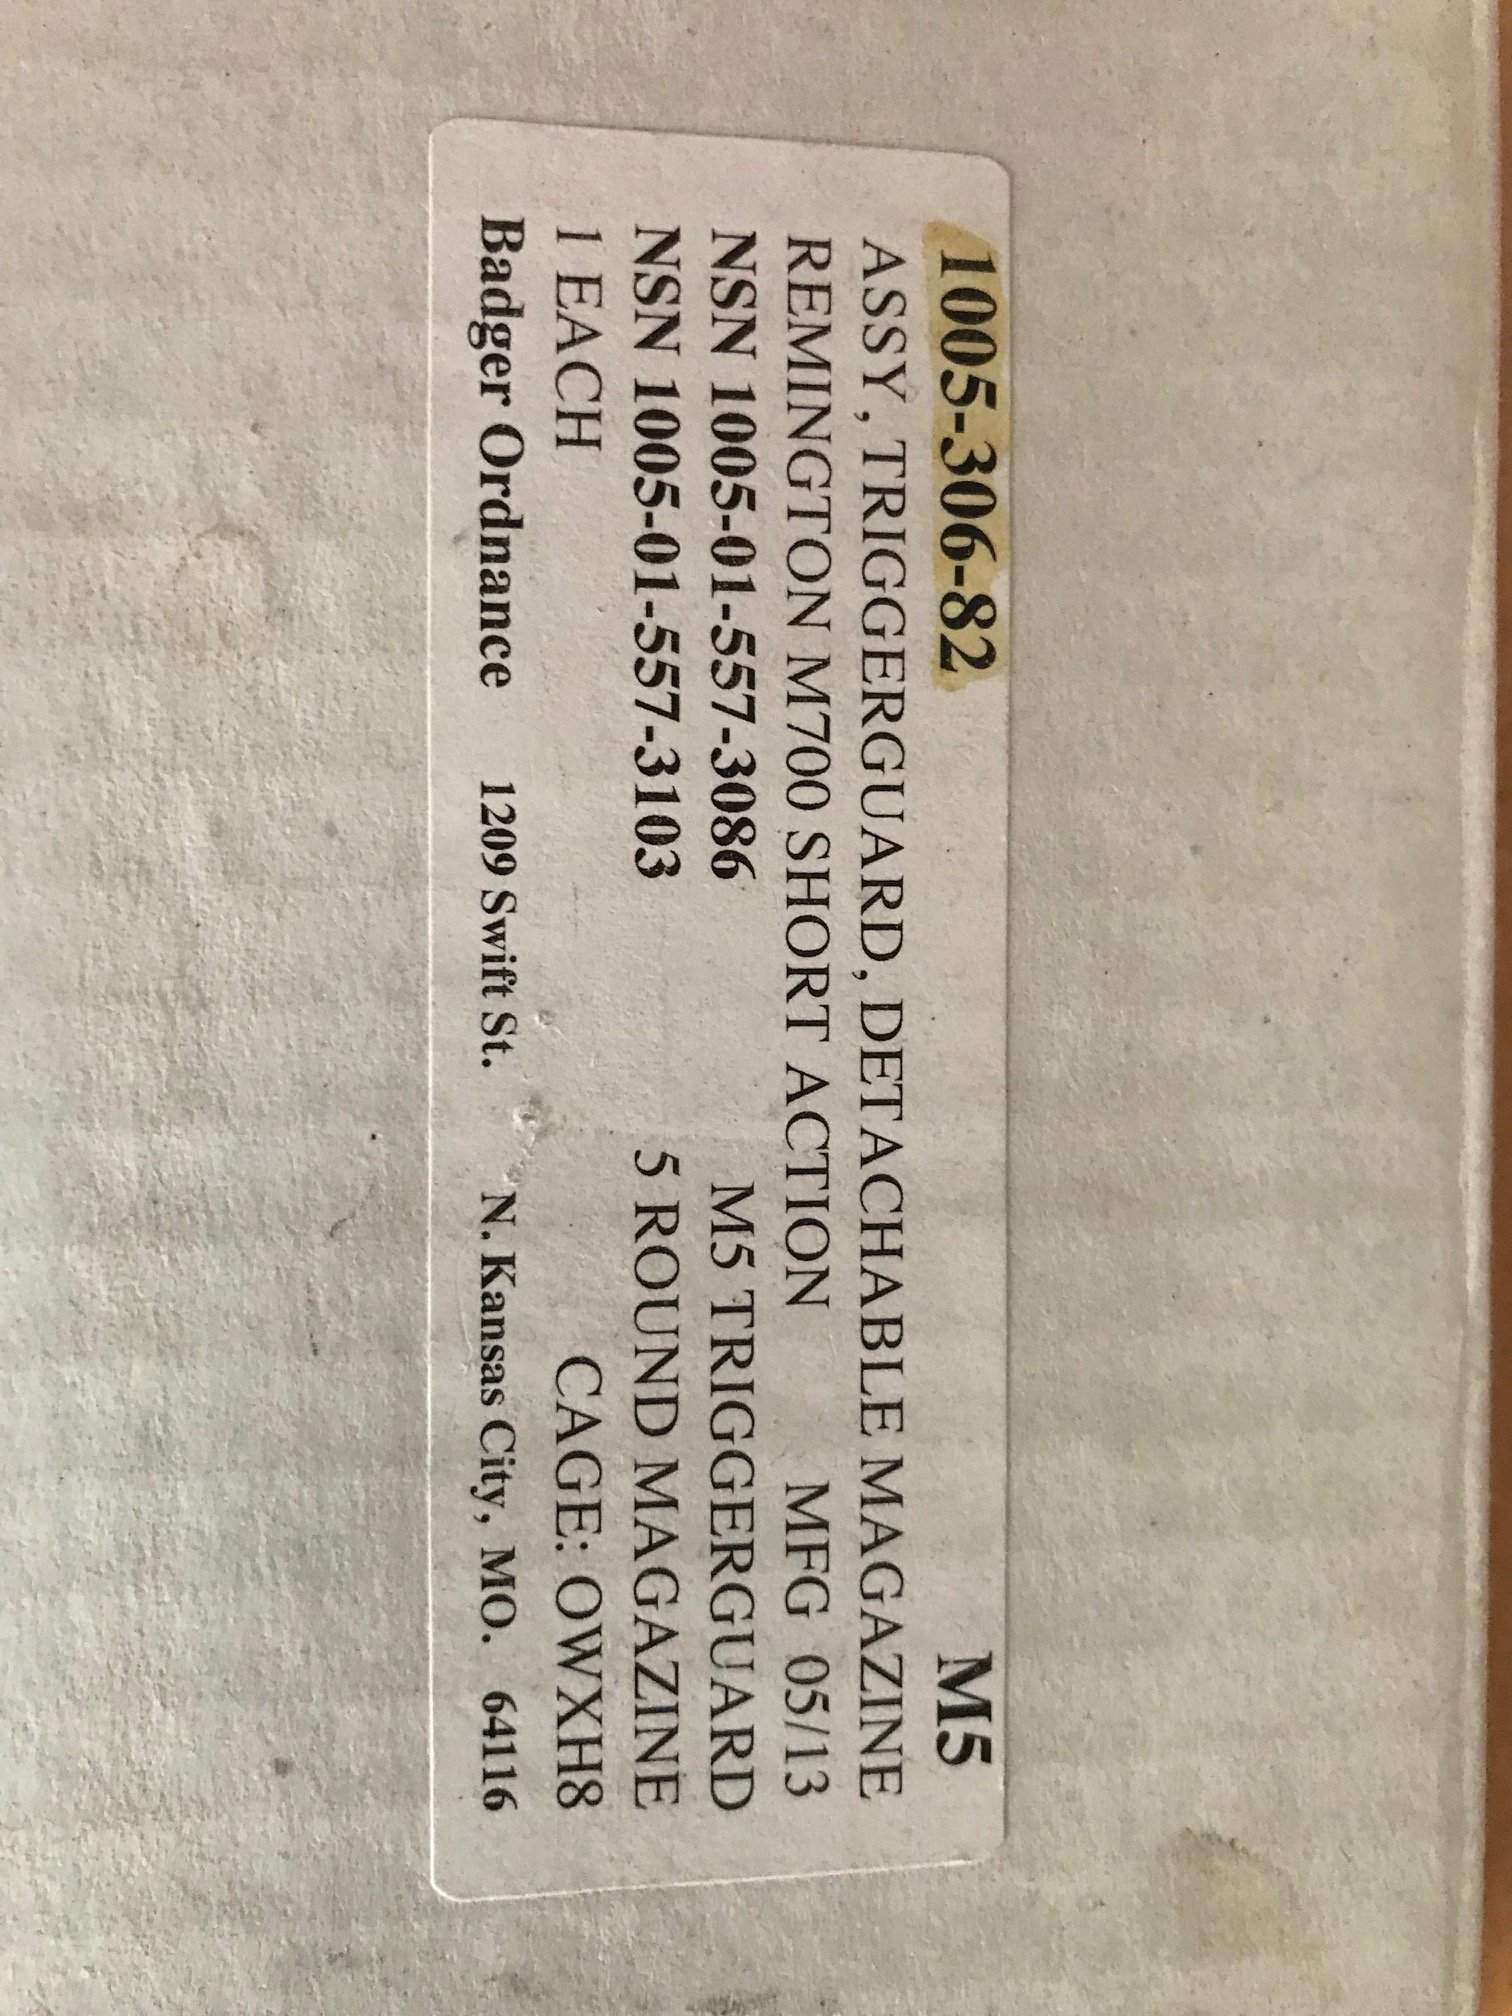 1005-306-82 M5
ASSY, TRIGGERGUARD, DETACHABLE MAGAZINE
REMINGTON M700 SHORT ACTION MFG 05/13
NSN 1005-01-557-3086 M5 TRIGGERGUARD
NSN 1005-01-557-3103 5 ROUND MAGAZINE
1 EACH CAGE: OWXH8
Badger Ordnance 1209 Swift St. N. Kansas City, MO. 64116